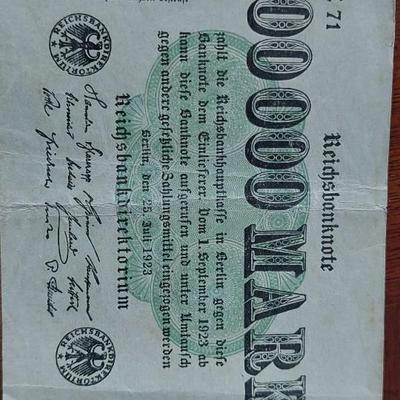 71
Reichsbanknote
00 000 MARK
zahlt die Reichsbankhauptkasse in Berlin gegen diese
Banknote dem Einlieferer. Vom 1. September 1923 ab
kann diese Banknote aufgerufen und unter Umtausch
gegen andere gesetzliche Zahlungsmittel eingezogen werden
Berlin, den 25. Juli 1923
Reichsbankdirektorium
REICHSBANKDIREKTORIUM
REICHSBANKDIREKTORIUM